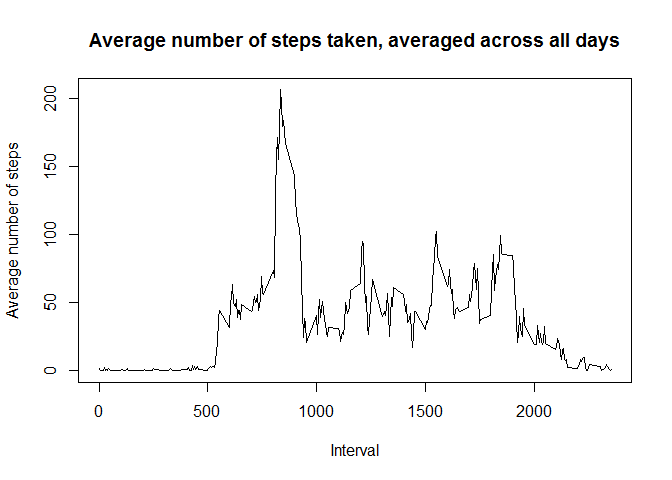 Average number of steps taken, averaged across all days
Average number of steps
200
150
100
50
0
0 500 1000 1500 2000
Interval